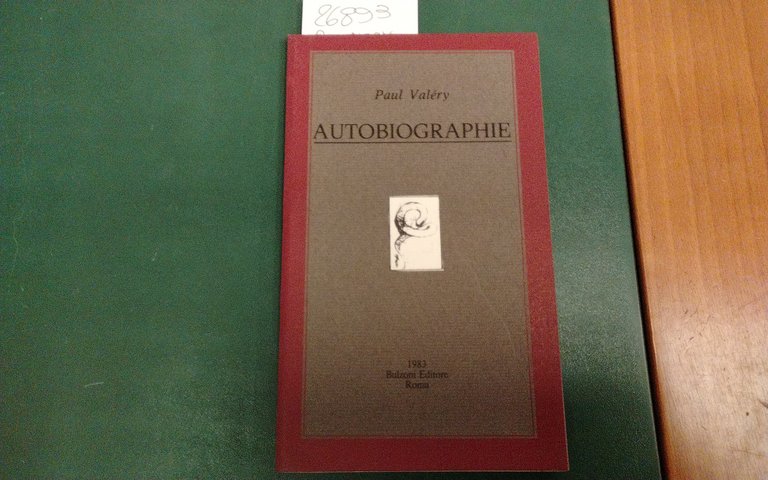 26893
Paul Valéry
AUTOBIOGRAPHIE
1983
Bulzoni Editore
Roma